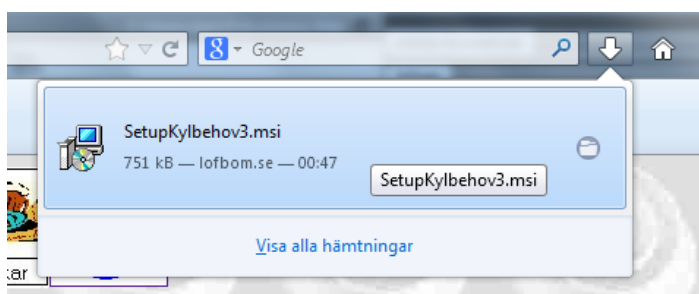 Google
SetupKylbehov3.msi
751 kB — lofbom.se — 00:47
SetupKylbehov3.msi
Visa alla hämtningar
kar